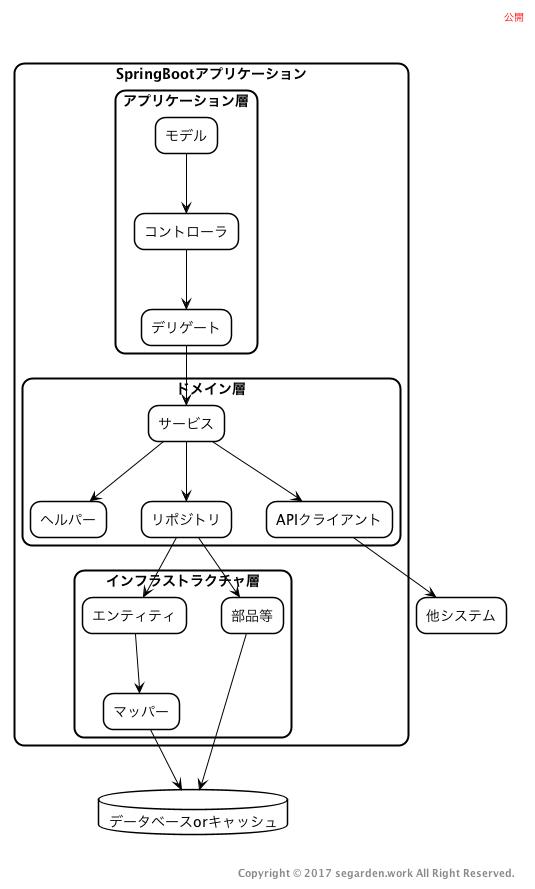 公開
SpringBootアプリケーション
アプリケーション層
モデル
コントローラ
デリゲート
ドメイン層
サービス
ヘルパー
リポジトリ
APIクライアント
インフラストラクチャ層
エンティティ
部品等
他システム
マッパー
データベースorキャッシュ
Copyright © 2017 segarden.work All Right Reserved.